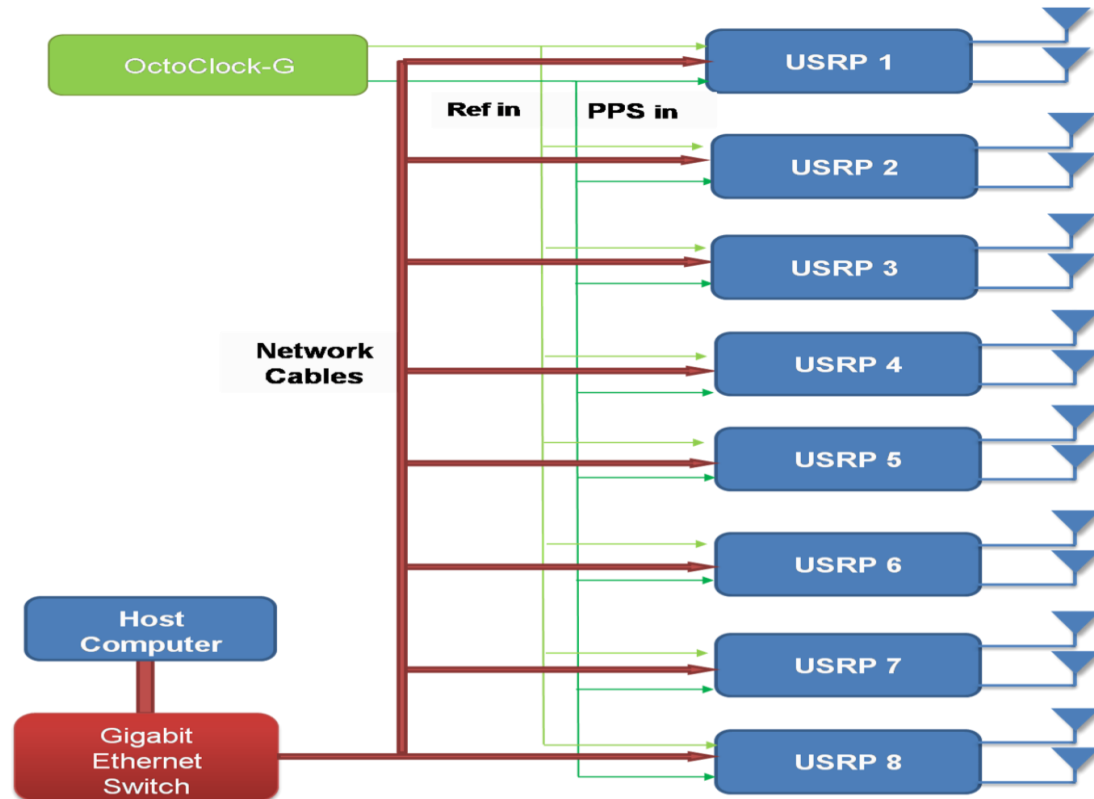 OctoClock-G
USRP 1
Ref in
PPS in
USRP 2
USRP 3
Network
Cables
USRP 4
USRP 5
USRP 6
Host
Computer
USRP 7
Gigabit
Ethernet
Switch
USRP 8